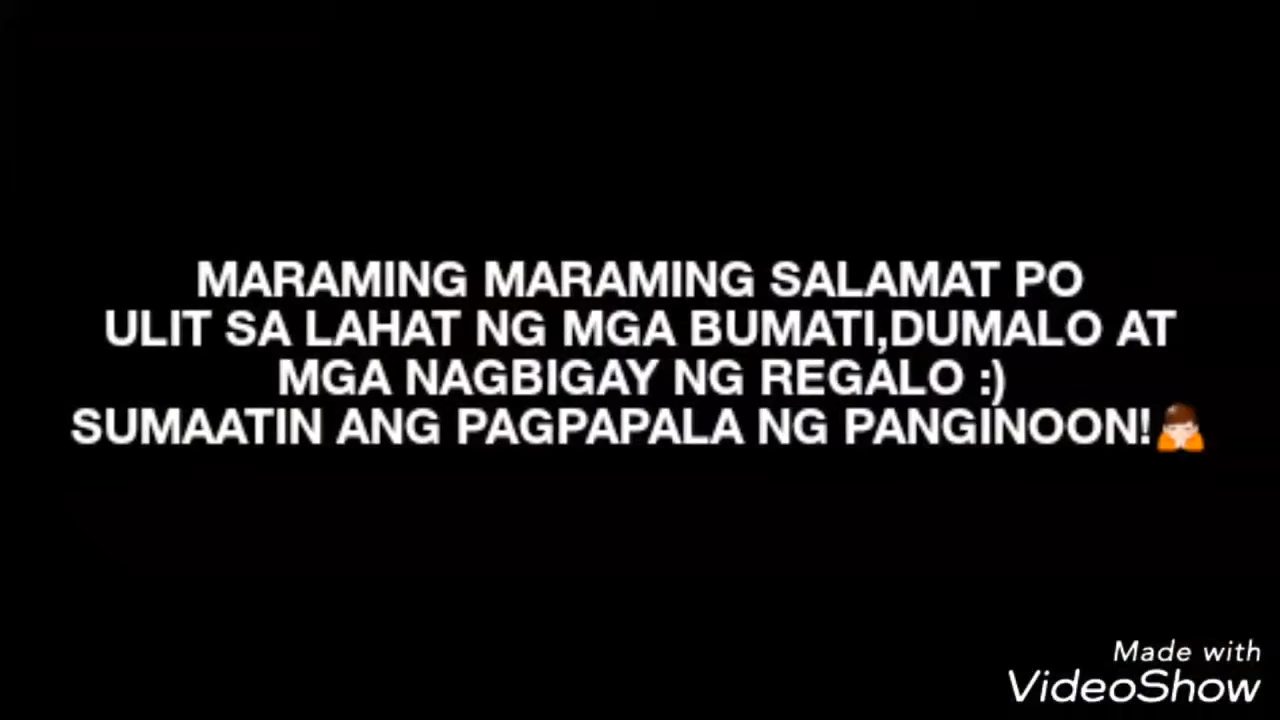 MARAMING MARAMING SALAMAT PO
ULIT SA LAHAT NG MGA BUMATI,DUMALO AT
MGA NAGBIGAY NG REGALO :)
SUMAATIN ANG PAGPAPALA NG PANGINOON!🙏
Made with
VideoShow